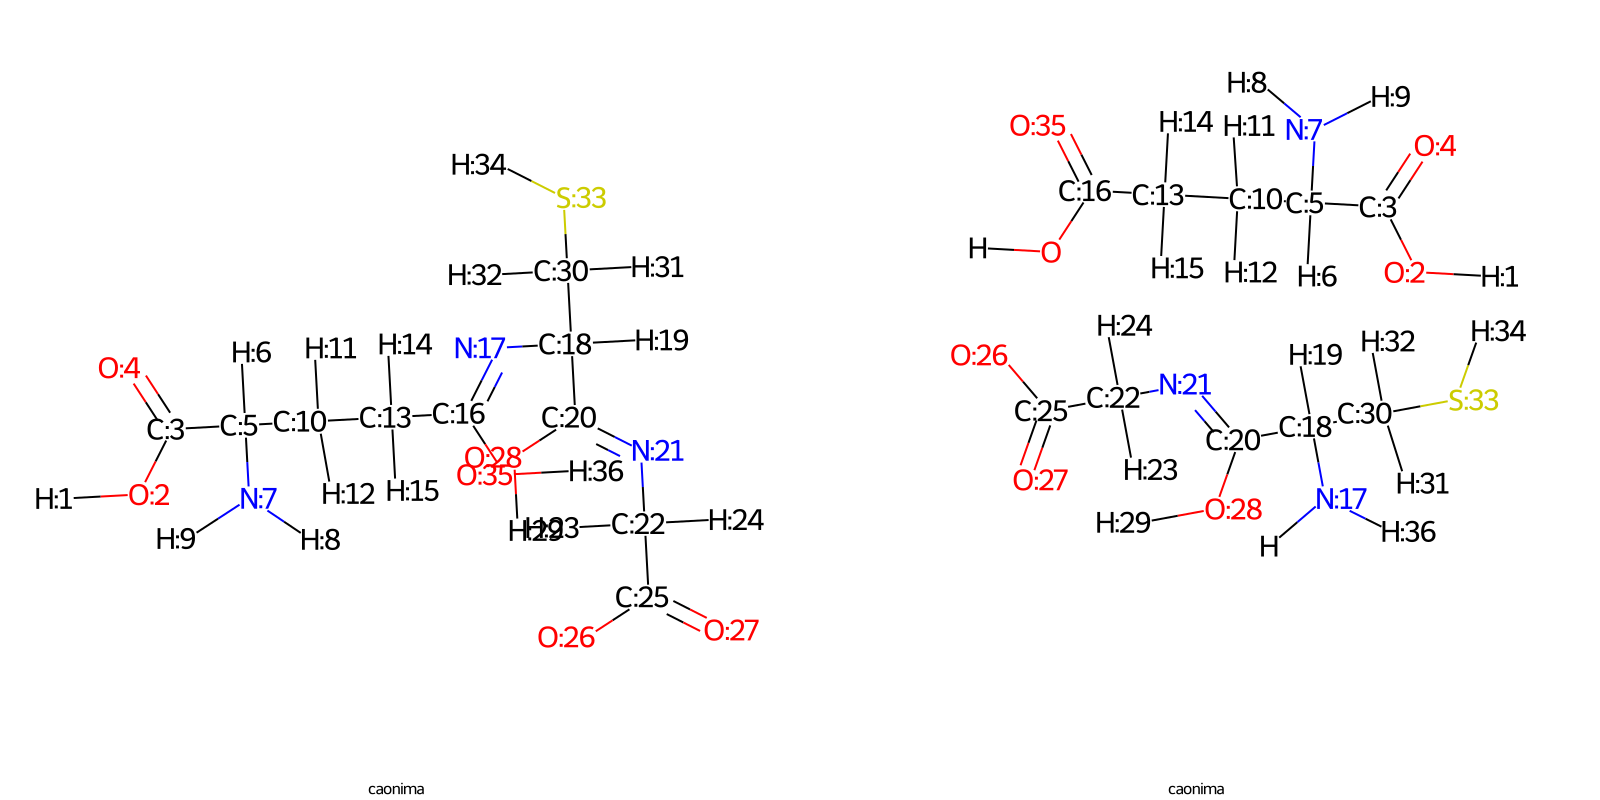 H:34
S:33
H:32 C:30 H:31
N:17 C:18 H:19
H:6 H:11 H:14
O:4
C:3 C:5 C:10 C:13 C:16 C:20
O:28 N:21
O:35 H:36
H:1 O:2 N:7 H:12 H:15
H:9 H:8 H:29 H:23 C:22 H:24
C:25
O:26 O:27
caonima
H:8 H:9
O:35 H:14 H:11 N:7 O:4
C:16 C:13 C:10 C:5 C:3
H O
H:15 H:12 H:6 O:2 H:1
H:24 H:32 H:34
O:26 H:19
C:25 C:22 N:21 C:20 C:18 C:30 S:33
O:27 H:23 H:31
H:29 O:28 N:17
H H:36
caonima